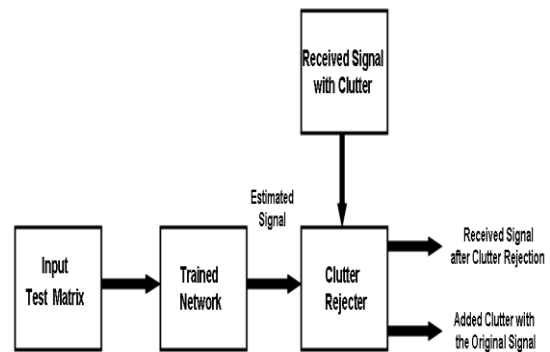 Received Signal
with Clutter
Estimated
Signal
Input
Test Matrix
Trained
Network
Clutter
Rejecter
Received Signal
after Clutter Rejection
Added Clutter with
the Original Signal